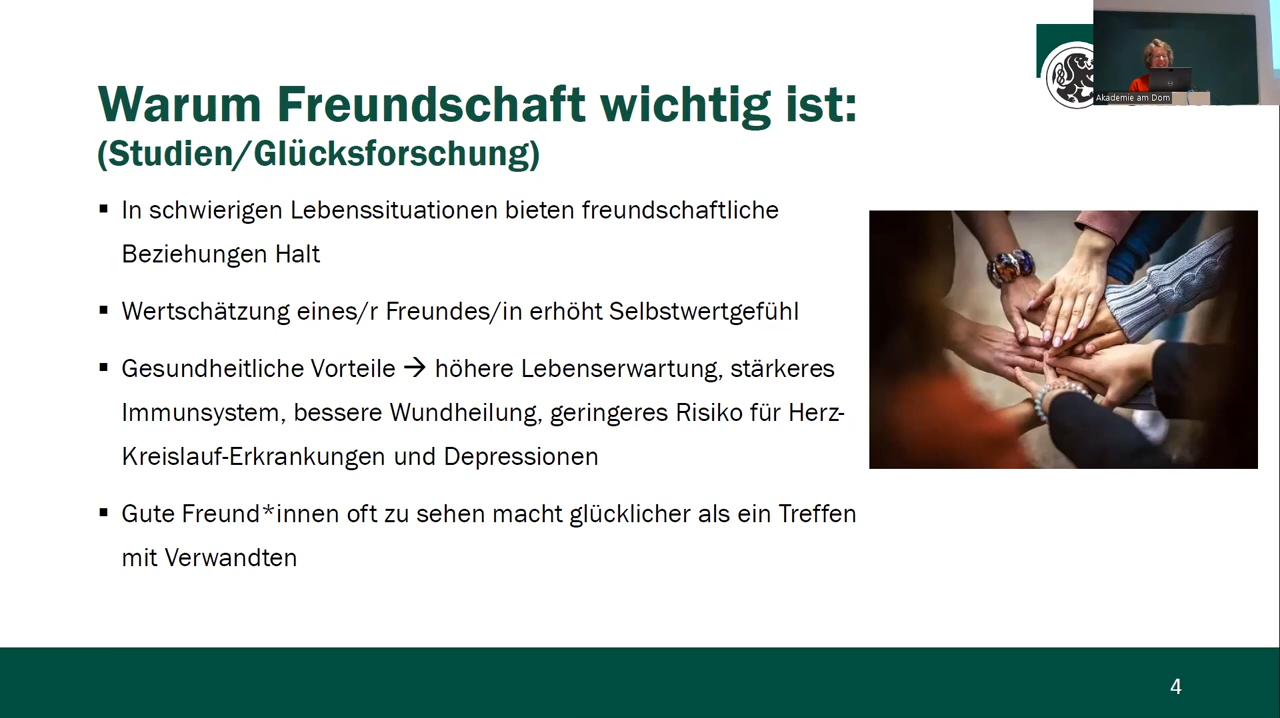 Warum Freundschaft wichtig ist:
(Studien/Glücksforschung)
▪ In schwierigen Lebenssituationen bieten freundschaftliche
Beziehungen Halt
▪ Wertschätzung eines/r Freundes/in erhöht Selbstwertgefühl
▪ Gesundheitliche Vorteile → höhere Lebenserwartung, stärkeres
Immunsystem, bessere Wundheilung, geringeres Risiko für Herz-
Kreislauf-Erkrankungen und Depressionen
▪ Gute Freund*innen oft zu sehen macht glücklicher als ein Treffen
mit Verwandten
Akademie am Dom
4